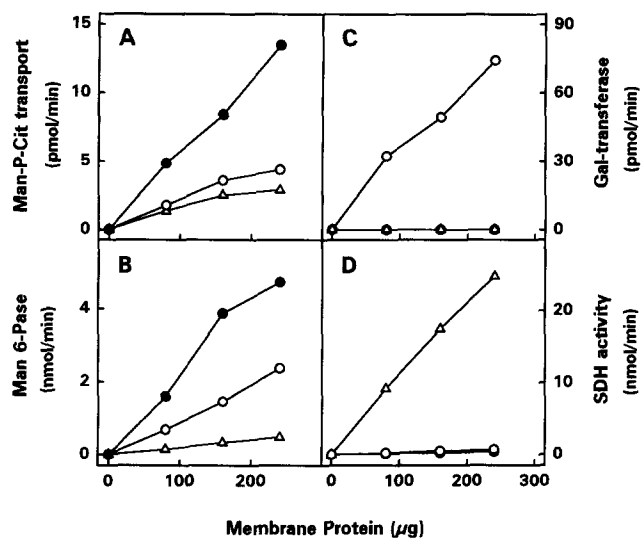 A
Man-P-Cit transport
(pmol/min)
15
10
5
0
C
90
60
30
0
Gal-transferase
(pmol/min)
B
Man 6-Pase
(nmol/min)
4
2
0
0 100 200
D
20
10
0
SDH activity
(nmol/min)
0 100 200 300
Membrane Protein (μg)